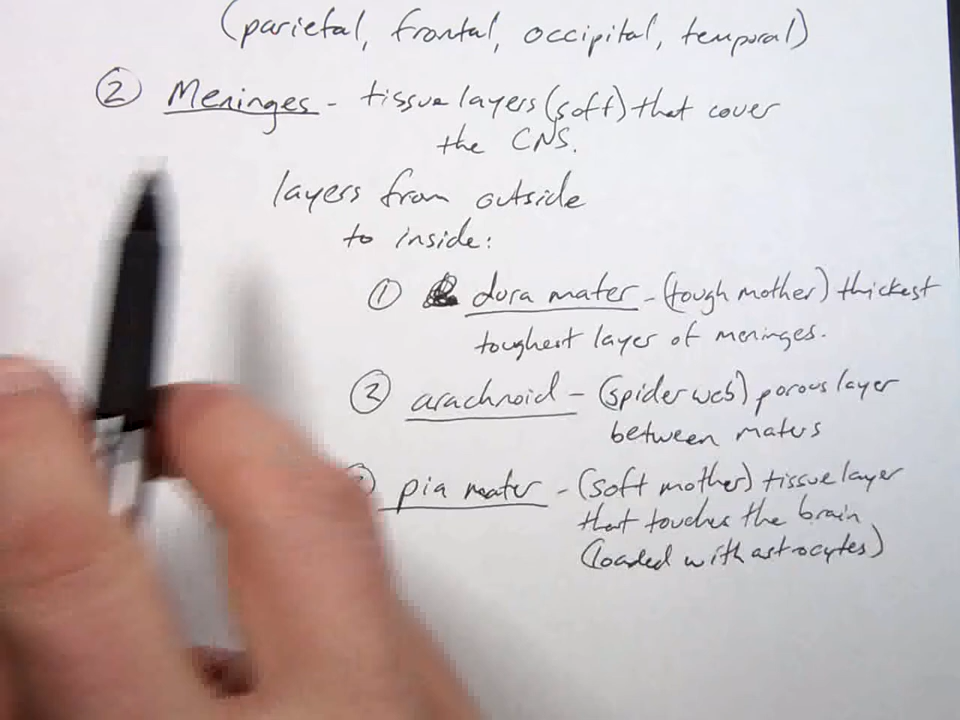 (parietal, frontal, occipital, temporal)
② Meninges - tissue layers (soft) that cover
the CNS.
layers from outside
to inside:
① dura mater - (tough mother) thickest
toughest layer of meninges.
② arachnoid - (spider web) porous layer
between maters
pia mater - (soft mother) tissue layer
that touches the brain
(loaded with astrocytes)